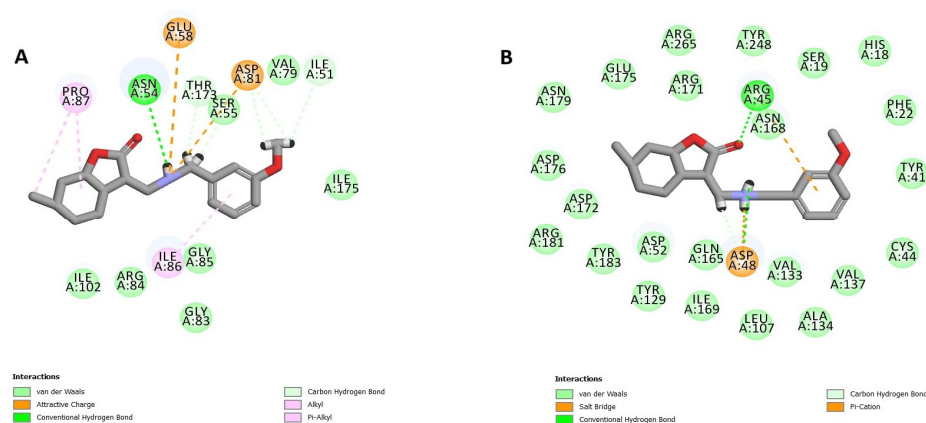 A
GLU
A:58
ASN
A:54
THR
A:173
SER
A:55
ASP
A:81
VAL
A:79
ILE
A:51
PRO
A:87
ILE
A:175
ILE
A:86
GLY
A:85
ILE
A:102
ARG
A:84
GLY
A:83
Interactions
van der Waals
Attractive Charge
Conventional Hydrogen Bond
Carbon Hydrogen Bond
Alkyl
Pi-Alkyl
B
ARG
A:265
TYR
A:248
SER
A:19
HIS
A:18
GLU
A:175
ARG
A:171
ARG
A:45
ASN
A:168
PHE
A:22
ASN
A:179
ASP
A:176
TYR
A:41
ASP
A:172
ARG
A:181
TYR
A:183
ASP
A:52
GLN
A:165
ASP
A:48
VAL
A:133
VAL
A:137
CYS
A:44
TYR
A:129
ILE
A:169
LEU
A:107
ALA
A:134
Interactions
van der Waals
Salt Bridge
Conventional Hydrogen Bond
Carbon Hydrogen Bond
Pi-Cation